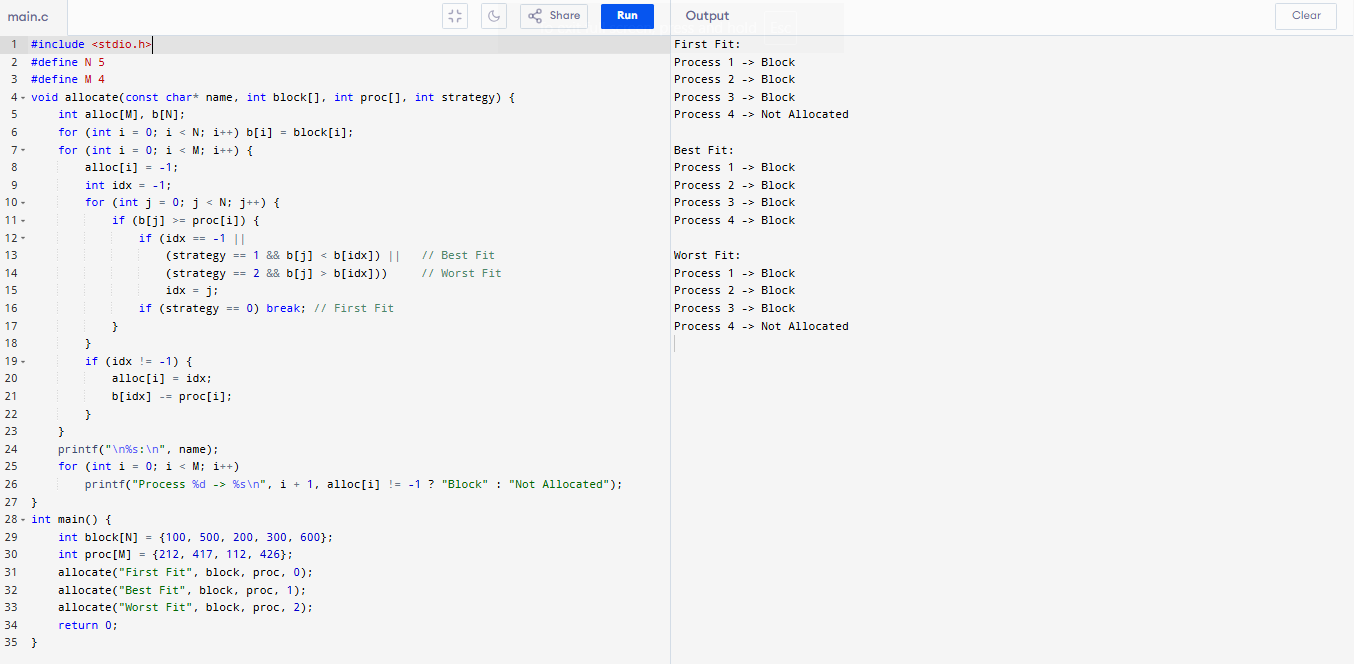 main.c
Share
Run
Output
Clear
1 #include <stdio.h>
2 #define N 5
3 #define M 4
4 void allocate(const char* name, int block[], int proc[], int strategy) {
5 int alloc[M], b[N];
6 for (int i = 0; i < N; i++) b[i] = block[i];
7 for (int i = 0; i < M; i++) {
8 alloc[i] = -1;
9 int idx = -1;
10 for (int j = 0; j < N; j++) {
11 if (b[j] >= proc[i]) {
12 if (idx == -1 ||
13 (strategy == 1 && b[j] < b[idx]) || // Best Fit
14 (strategy == 2 && b[j] > b[idx])) // Worst Fit
15 idx = j;
16 if (strategy == 0) break; // First Fit
17 }
18 }
19 if (idx != -1) {
20 alloc[i] = idx;
21 b[idx] -= proc[i];
22 }
23 }
24 printf("\n%s:\n", name);
25 for (int i = 0; i < M; i++)
26 printf("Process %d -> %s\n", i + 1, alloc[i] != -1 ? "Block" : "Not Allocated");
27 }
28 int main() {
29 int block[N] = {100, 500, 200, 300, 600};
30 int proc[M] = {212, 417, 112, 426};
31 allocate("First Fit", block, proc, 0);
32 allocate("Best Fit", block, proc, 1);
33 allocate("Worst Fit", block, proc, 2);
34 return 0;
35 }
First Fit:
Process 1 -> Block
Process 2 -> Block
Process 3 -> Block
Process 4 -> Not Allocated
Best Fit:
Process 1 -> Block
Process 2 -> Block
Process 3 -> Block
Process 4 -> Block
Worst Fit:
Process 1 -> Block
Process 2 -> Block
Process 3 -> Block
Process 4 -> Not Allocated